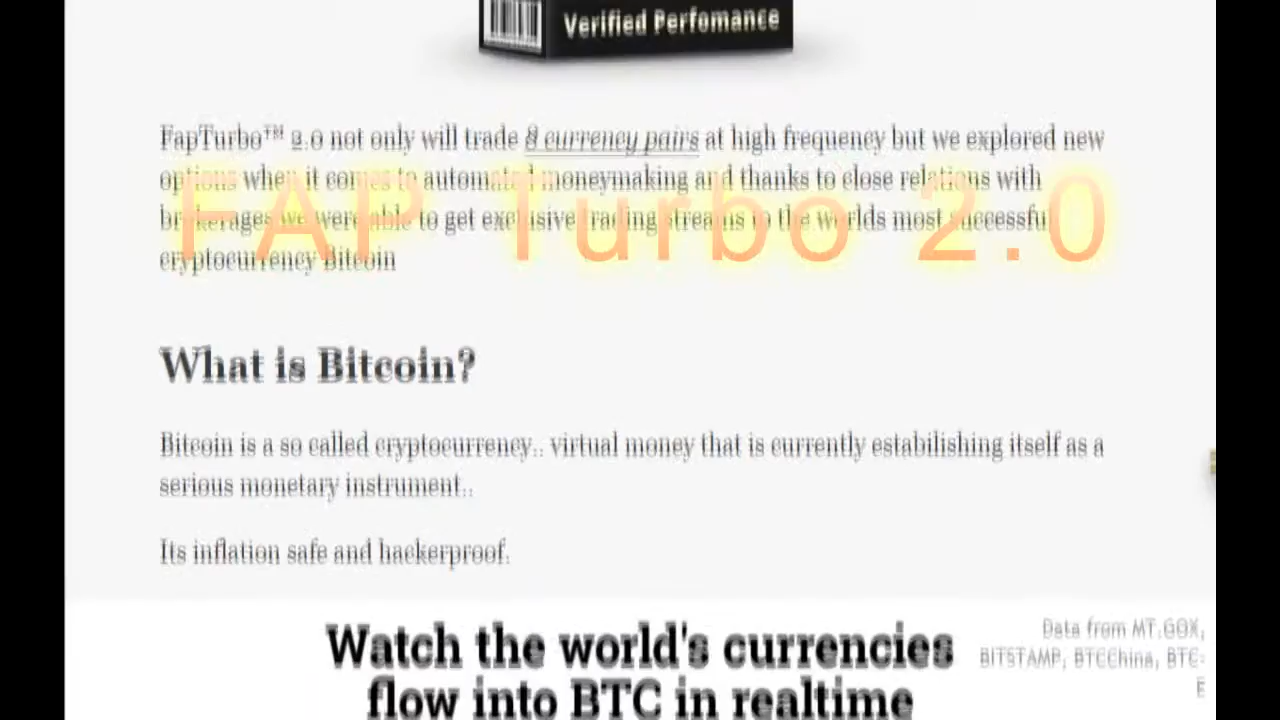 Verified Perfomance
FapTurbo™ 2.0 not only will trade 8 currency pairs at high frequency but we explored new
options when it comes to automated moneymaking and thanks to close relations with
brokerages we were able to get exclusive trading streams to the worlds most successful
cryptocurrency Bitcoin
FAP Turbo 2.0
What is Bitcoin?
Bitcoin is a so called cryptocurrency.. virtual money that is currently estabilishing itself as a
serious monetary instrument..
Its inflation safe and hackerproof.
Watch the world's currencies
flow into BTC in realtime
Data from MT.GOX,
BITSTAMP, BTCChina, BTC-
E